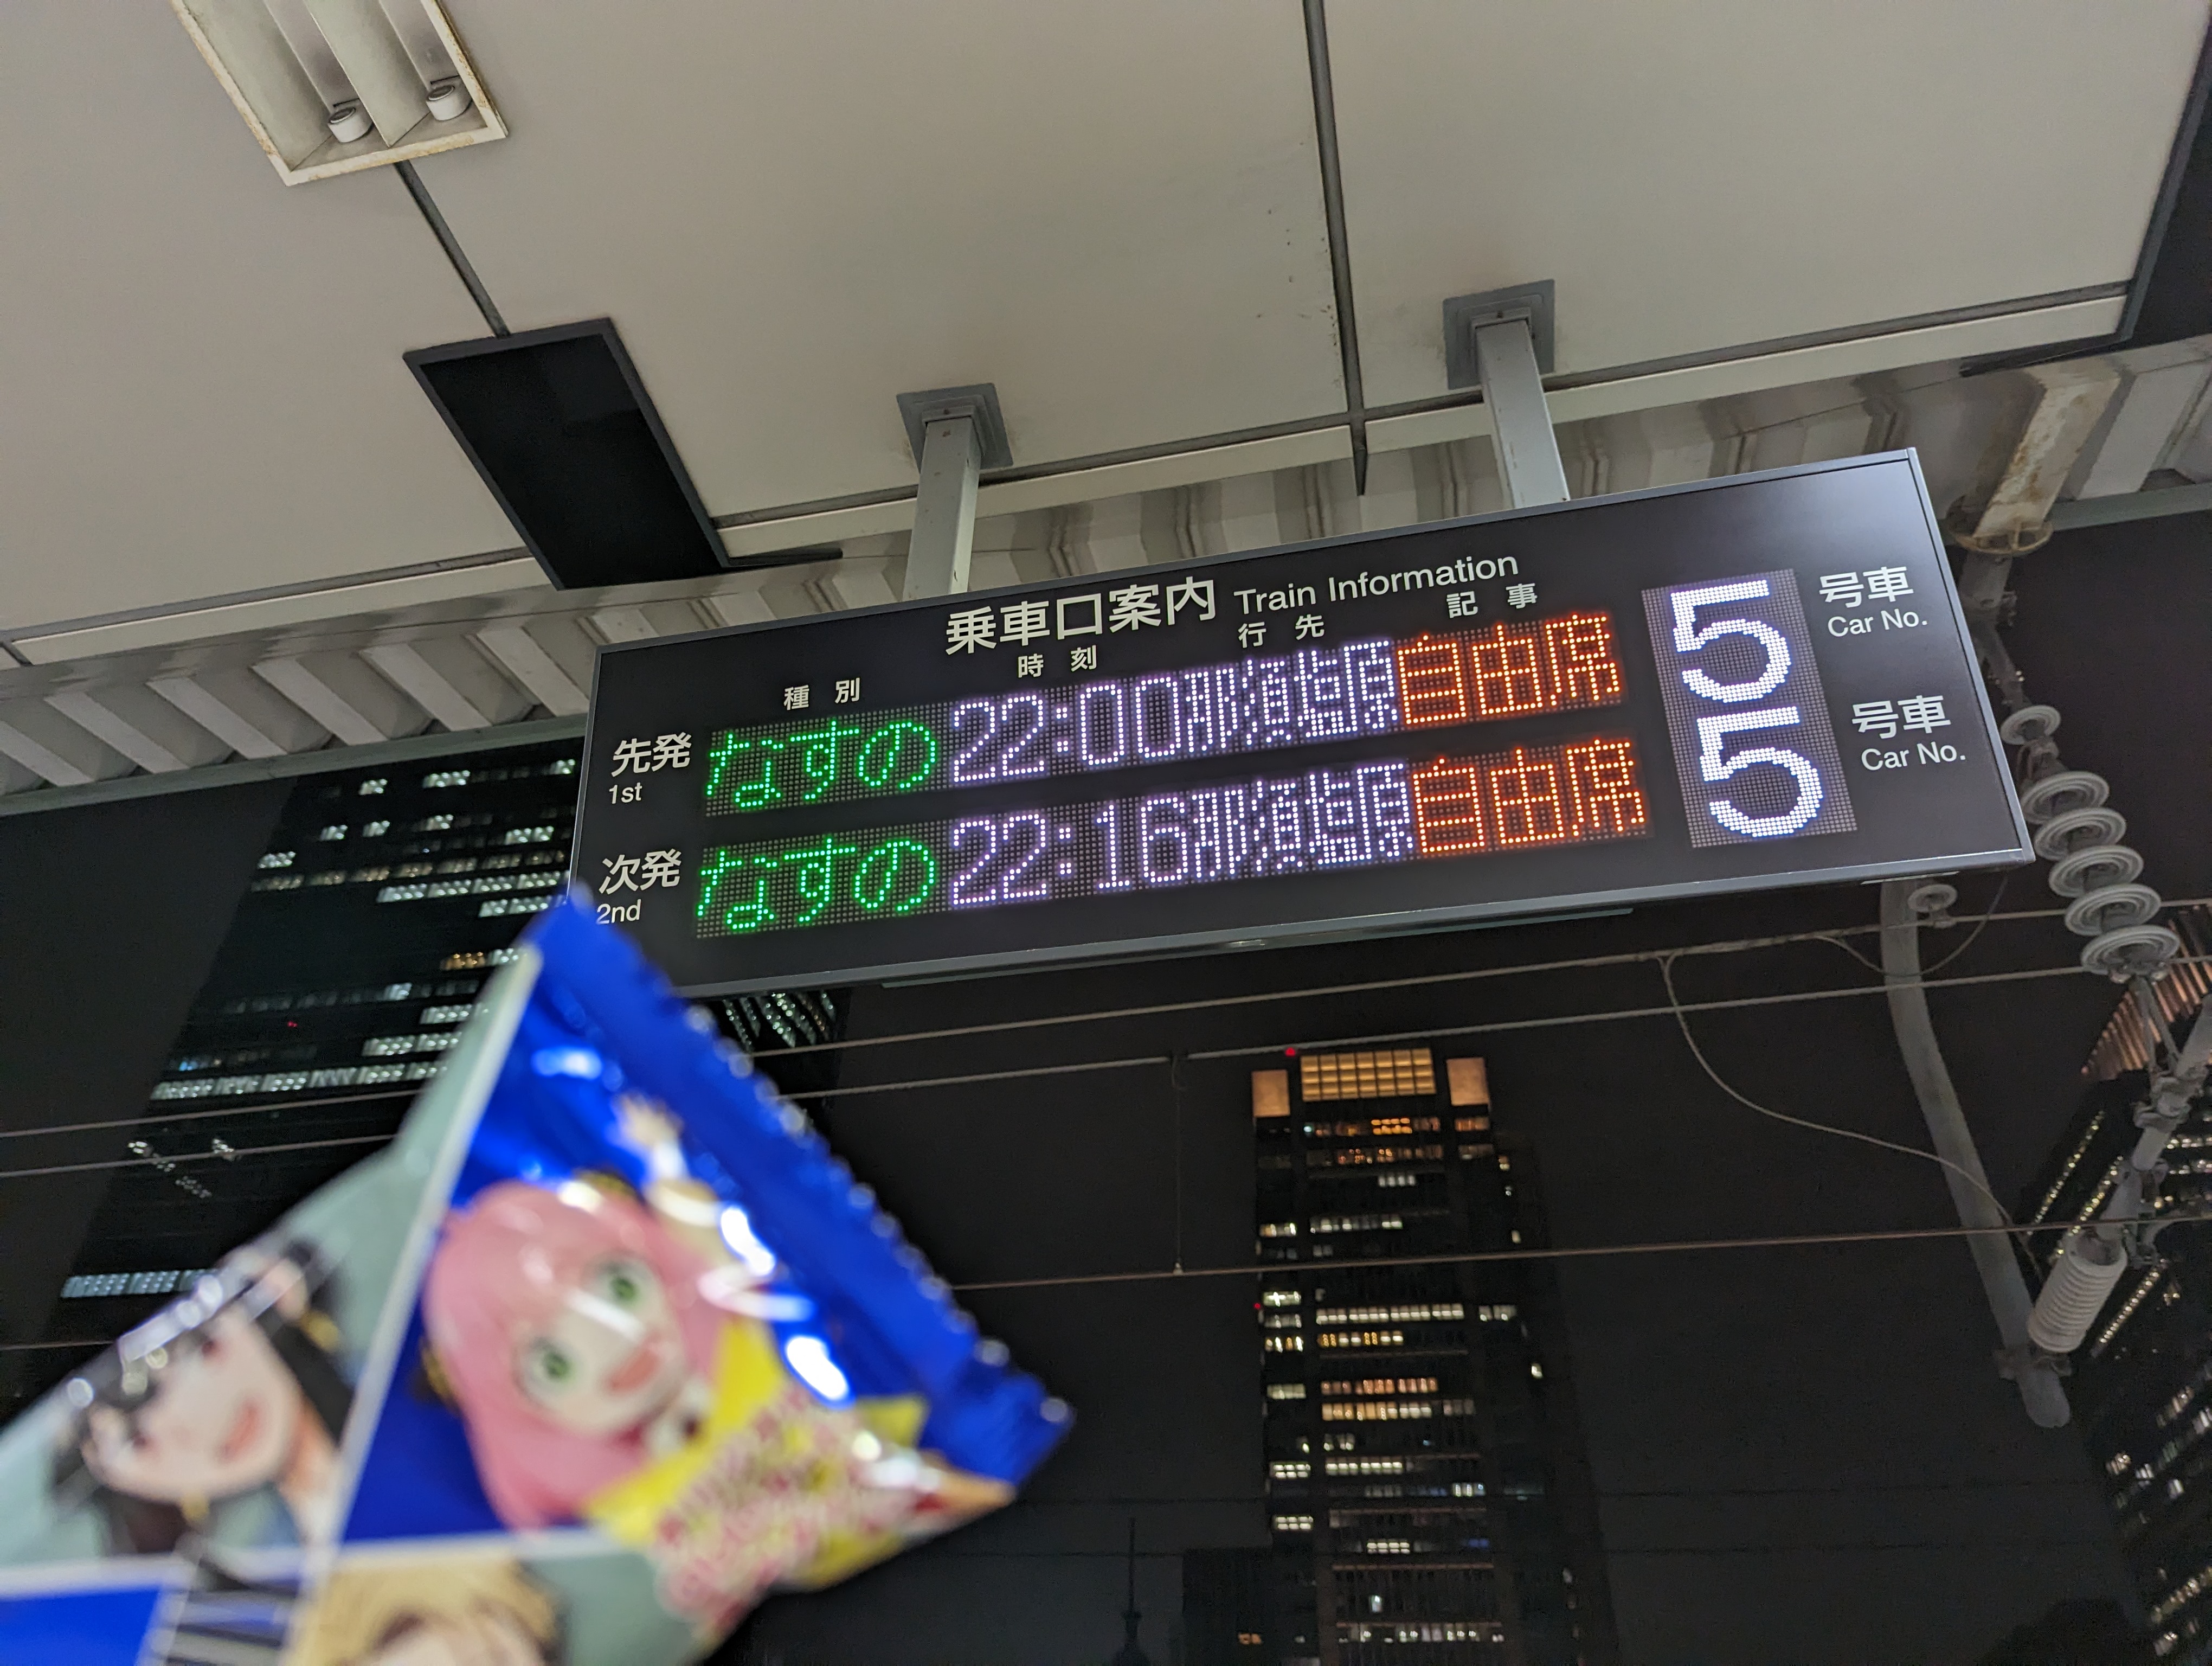 乗車口案内 Train Information
種別 時刻 行先 記事
先発 なすの 22:00 那須塩原 自由席 5 号車
1st Car No.
次発 なすの 22:16 那須塩原 自由席 5 号車
2nd Car No.